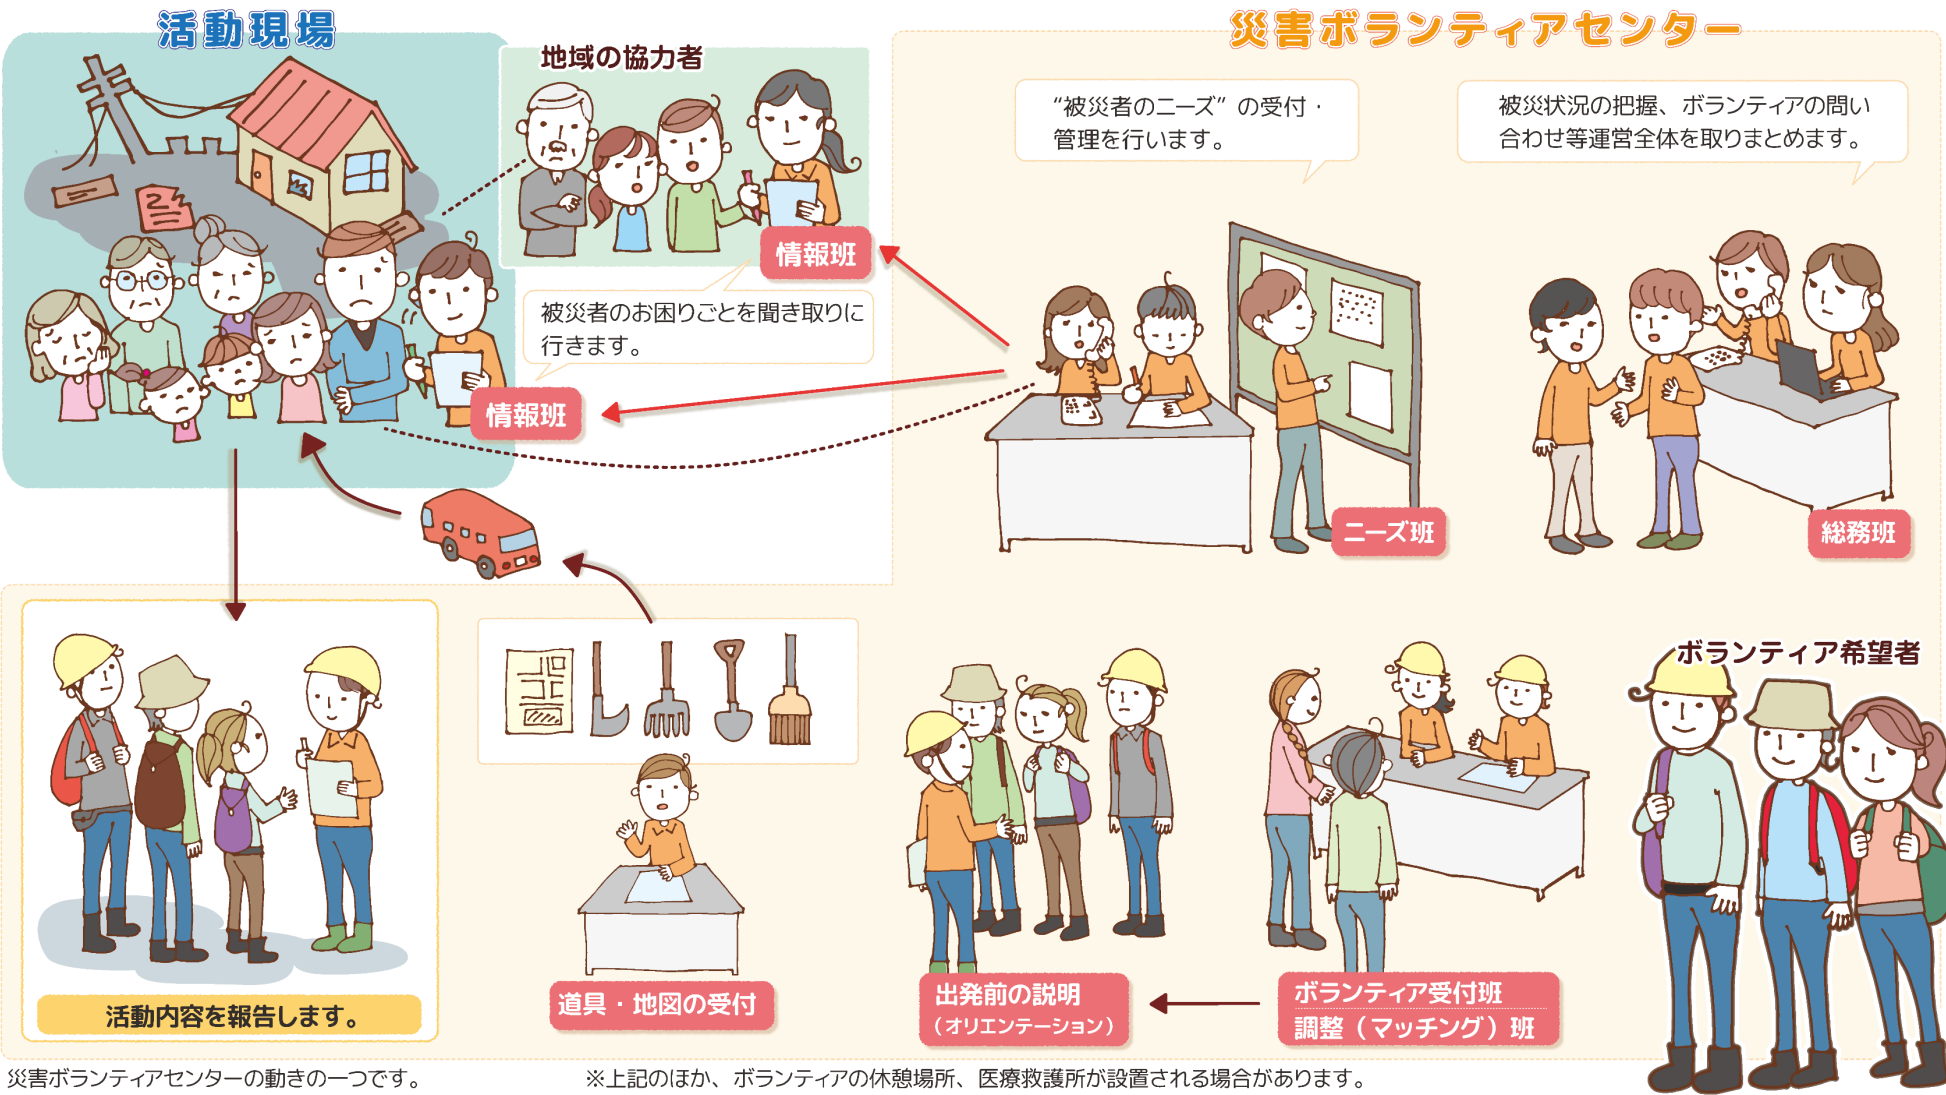 活動現場
地域の協力者
災害ボランティアセンター
“被災者のニーズ”の受付・
管理を行います。
被災状況の把握、ボランティアの問い
合わせ等運営全体を取りまとめます。
情報班
被災者のお困りごとを聞き取りに
行きます。
情報班
ニーズ班
総務班
ボランティア希望者
活動内容を報告します。
道具・地図の受付
出発前の説明
（オリエンテーション）
ボランティア受付班
調整（マッチング）班
災害ボランティアセンターの動きの一つです。
※上記のほか、ボランティアの休憩場所、医療救護所が設置される場合があります。